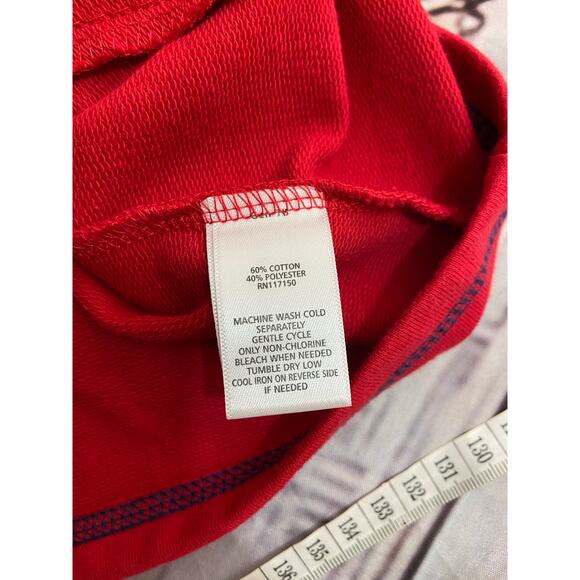 60% COTTON
40% POLYESTER
RN117150
MACHINE WASH COLD
SEPARATELY
GENTLE CYCLE
ONLY NON-CHLORINE
BLEACH WHEN NEEDED
TUMBLE DRY LOW
COOL IRON ON REVERSE SIDE
IF NEEDED
130
131
132
133
134
135
136